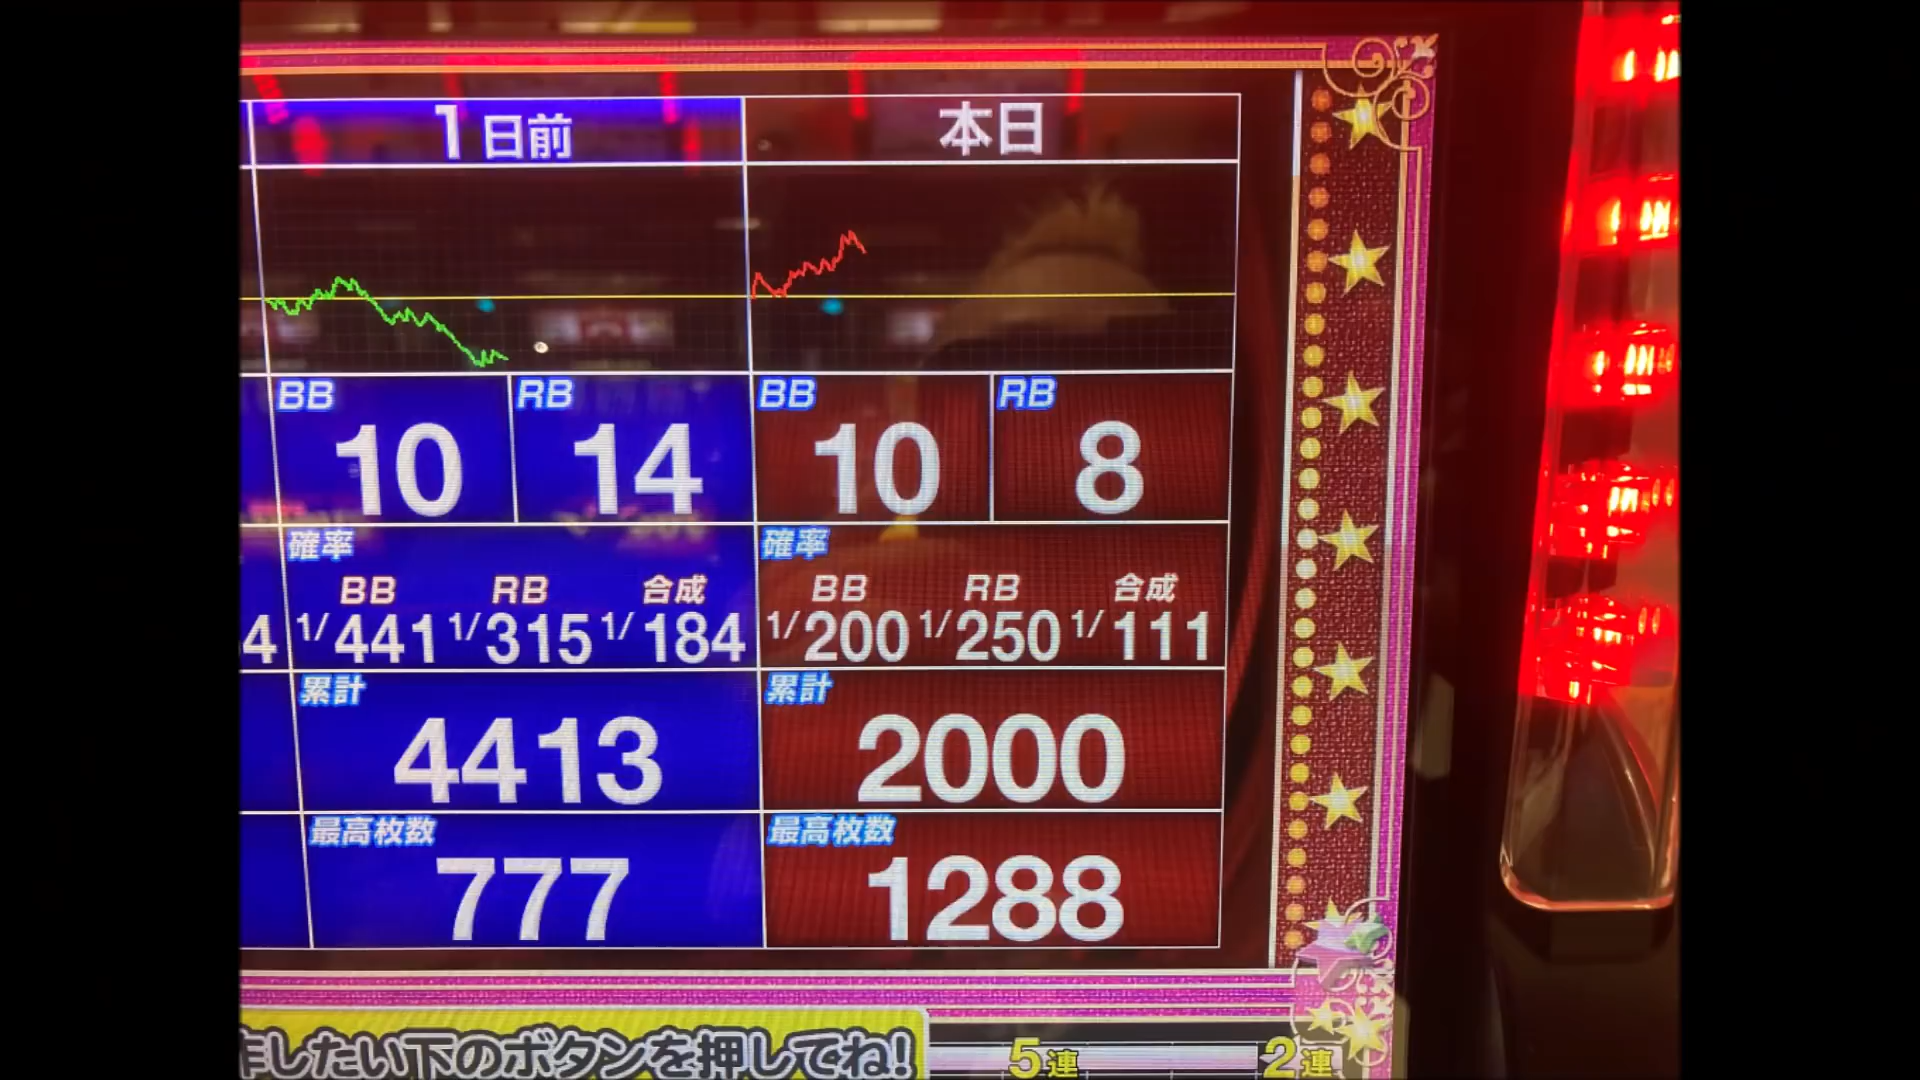 1日前 本日
BB RB BB RB
10 14 10 8
確率 確率
BB RB 合成 BB RB 合成
4 1/441 1/315 1/184 1/200 1/250 1/111
累計 累計
4413 2000
最高枚数 最高枚数
777 1288
したい下のボタンを押してね! 5連 2連